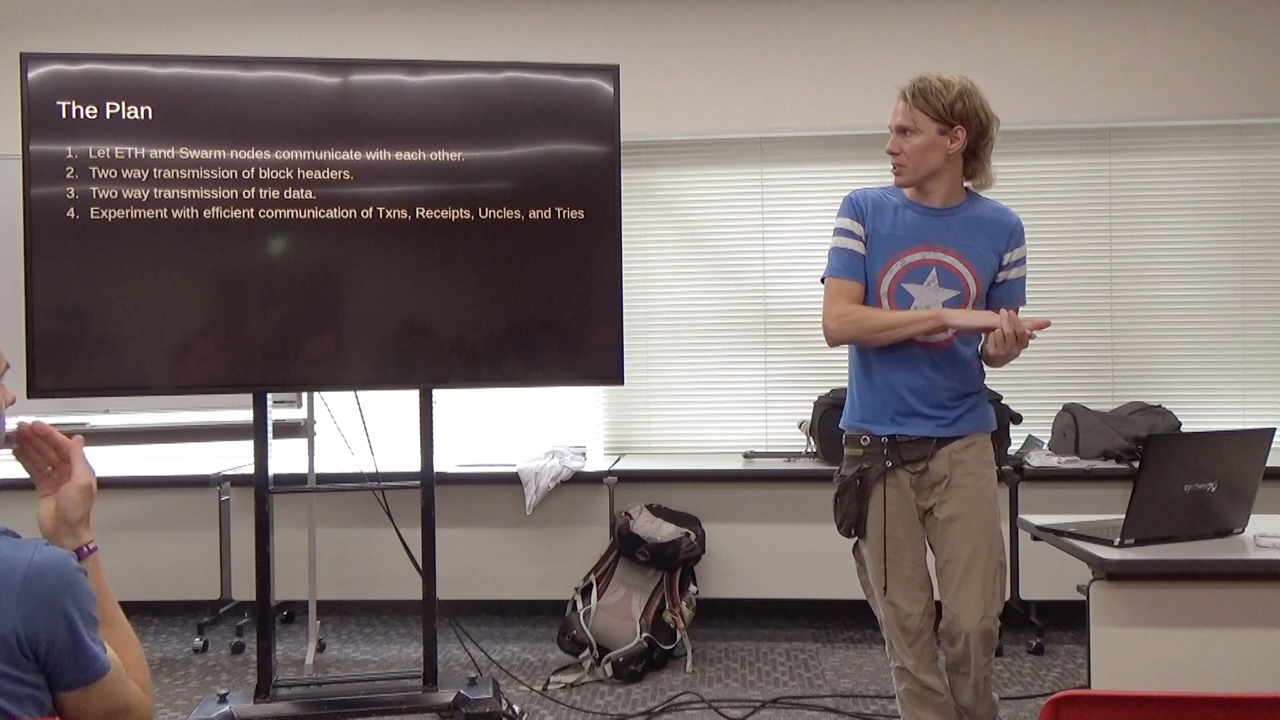 The Plan
1. Let ETH and Swarm nodes communicate with each other.
2. Two way transmission of block headers.
3. Two way transmission of trie data.
4. Experiment with efficient communication of Txns, Receipts, Uncles, and Tries